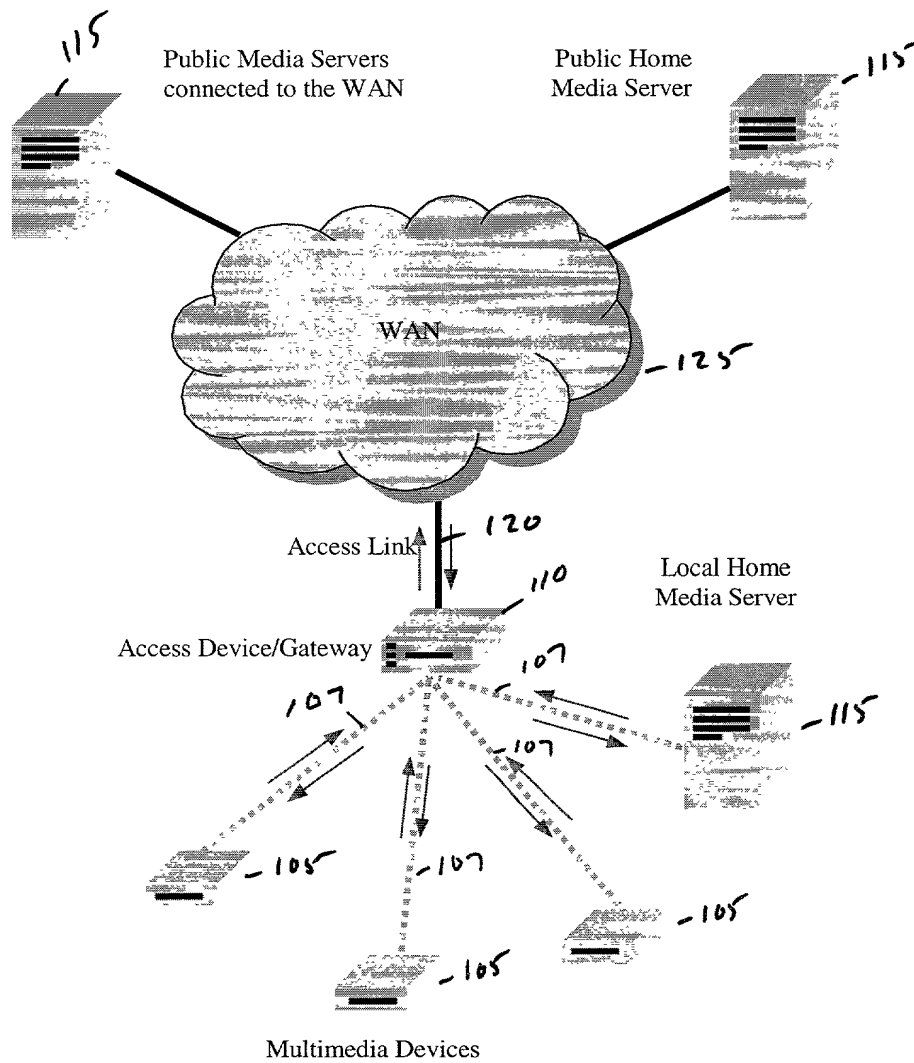 115
Public Media Servers
connected to the WAN
Public Home
Media Server
115
WAN
125
120
Access Link
110
Local Home
Media Server
Access Device/Gateway
107
107
107
115
105
107
105
105
Multimedia Devices